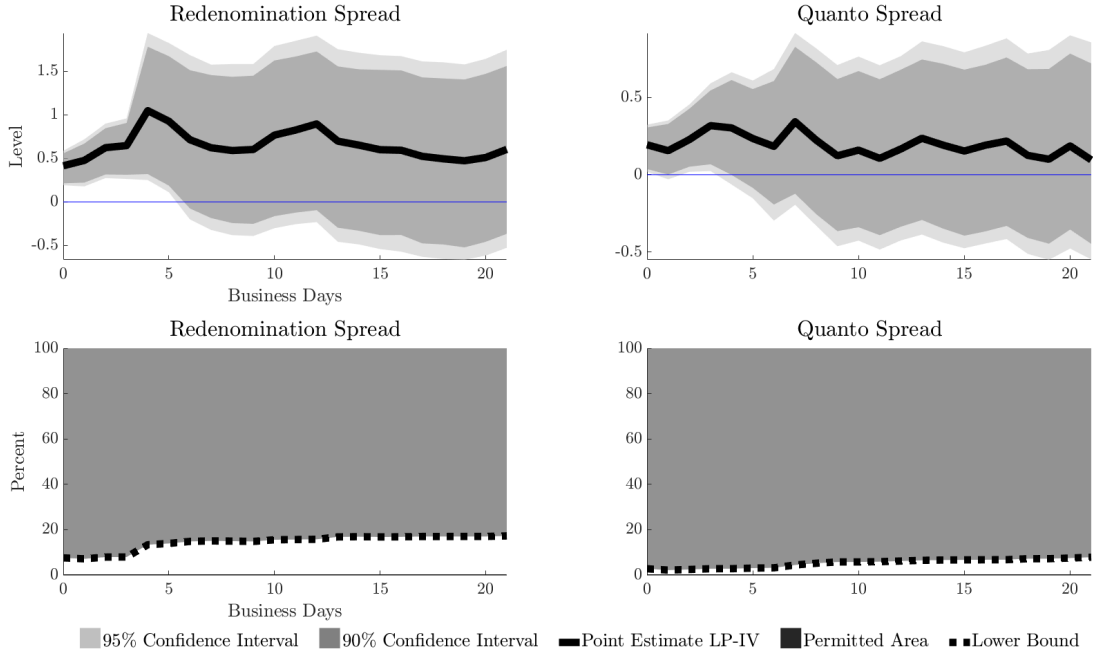 Redenomination Spread
Quanto Spread
Level
1.5
1
0.5
0
-0.5
0 5 10 15 20
Business Days
0.5
0
-0.5
0 5 10 15 20
Redenomination Spread
Quanto Spread
Percent
100
80
60
40
20
0
0 5 10 15 20
Business Days
100
80
60
40
20
0
0 5 10 15 20
95% Confidence Interval 90% Confidence Interval Point Estimate LP-IV Permitted Area Lower Bound